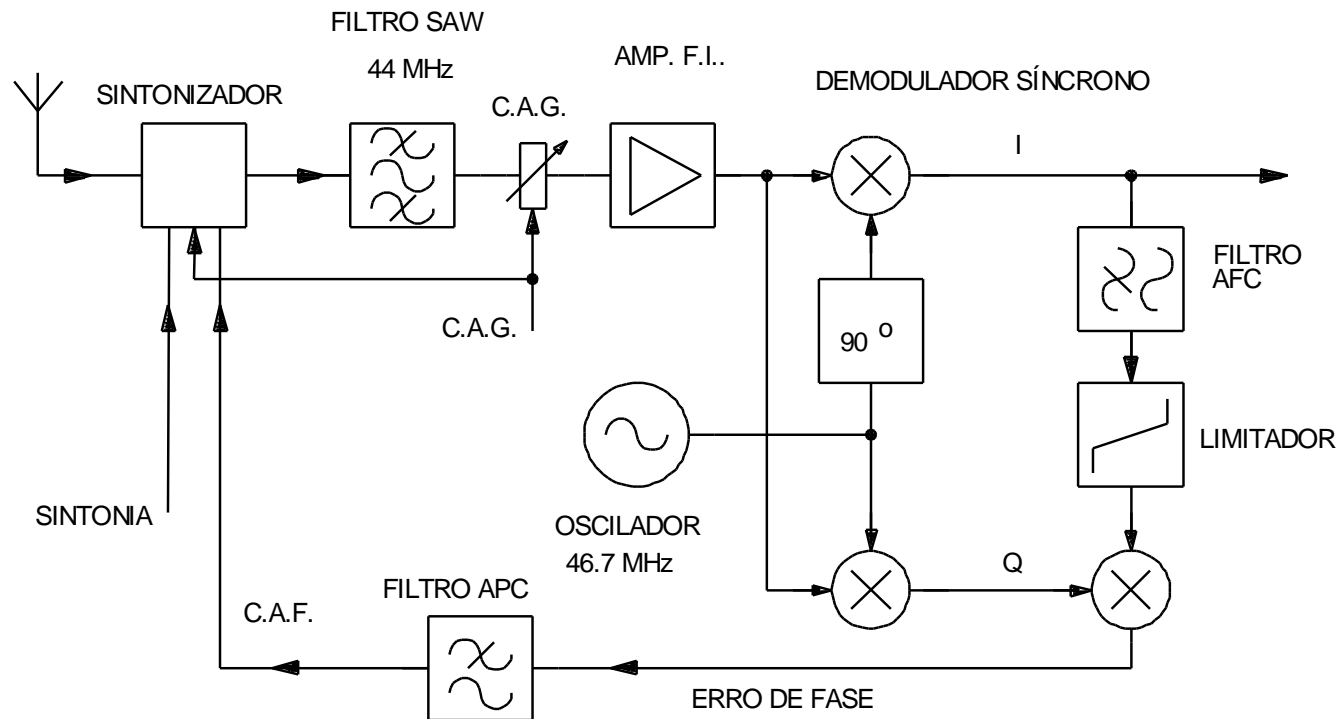 FILTRO SAW
44 MHz
AMP. F.I..
SINTONIZADOR
C.A.G.
DEMODULADOR SÍNCRONO
I
FILTRO
AFC
C.A.G.
90 º
LIMITADOR
SINTONIA
OSCILADOR
46.7 MHz
Q
FILTRO APC
C.A.F.
ERRO DE FASE